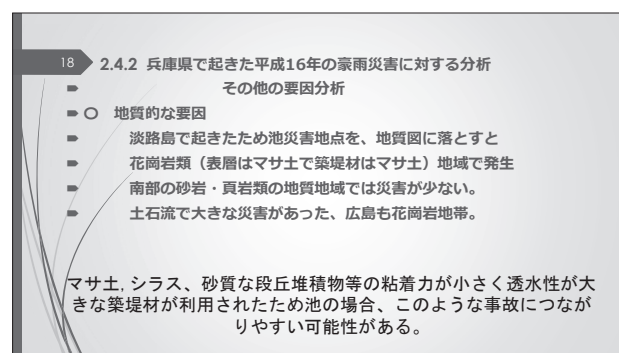 18
2.4.2 兵庫県で起きた平成16年の豪雨災害に対する分析
その他の要因分析
〇 地質的な要因
淡路島で起きたため池災害地点を、地質図に落とすと
花崗岩類（表層はマサ土で築堤材はマサ土）地域で発生
南部の砂岩・頁岩類の地質地域では災害が少ない。
土石流で大きな災害があった、広島も花崗岩地帯。
マサ土, シラス、砂質な段丘堆積物等の粘着力が小さく透水性が大
きな築堤材が利用されたため池の場合、このような事故につなが
りやすい可能性がある。